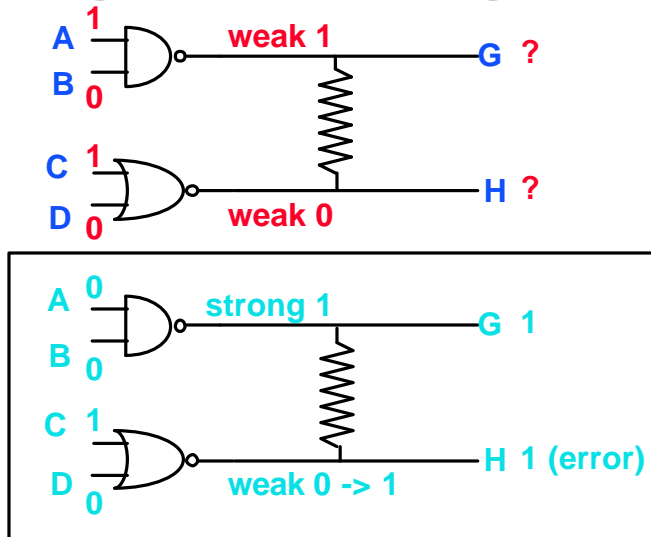 1
A weak 1 G ?
B
0
1
C
D H ?
0 weak 0
A 0 strong 1 G 1
B 0
C 1
D H 1 (error)
0 weak 0 -> 1